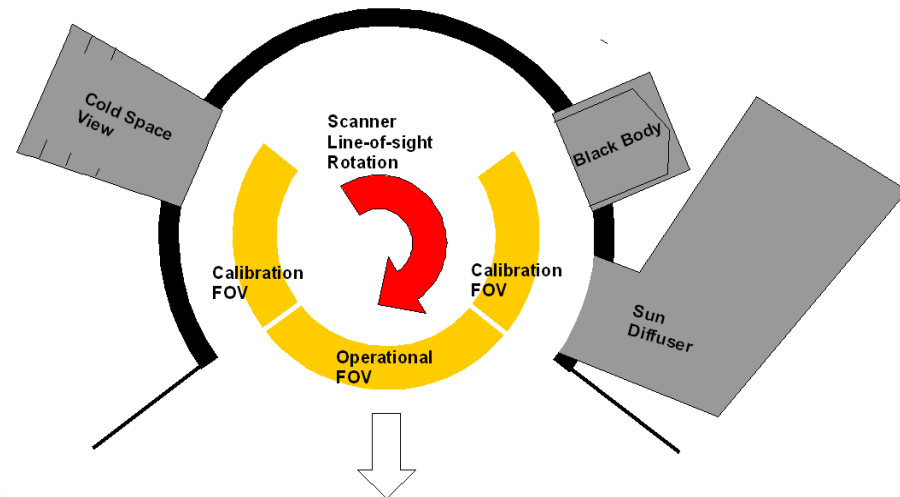 Cold Space
View
Scanner
Line-of-sight
Rotation
Black Body
Calibration
FOV
Calibration
FOV
Sun
Diffuser
Operational
FOV